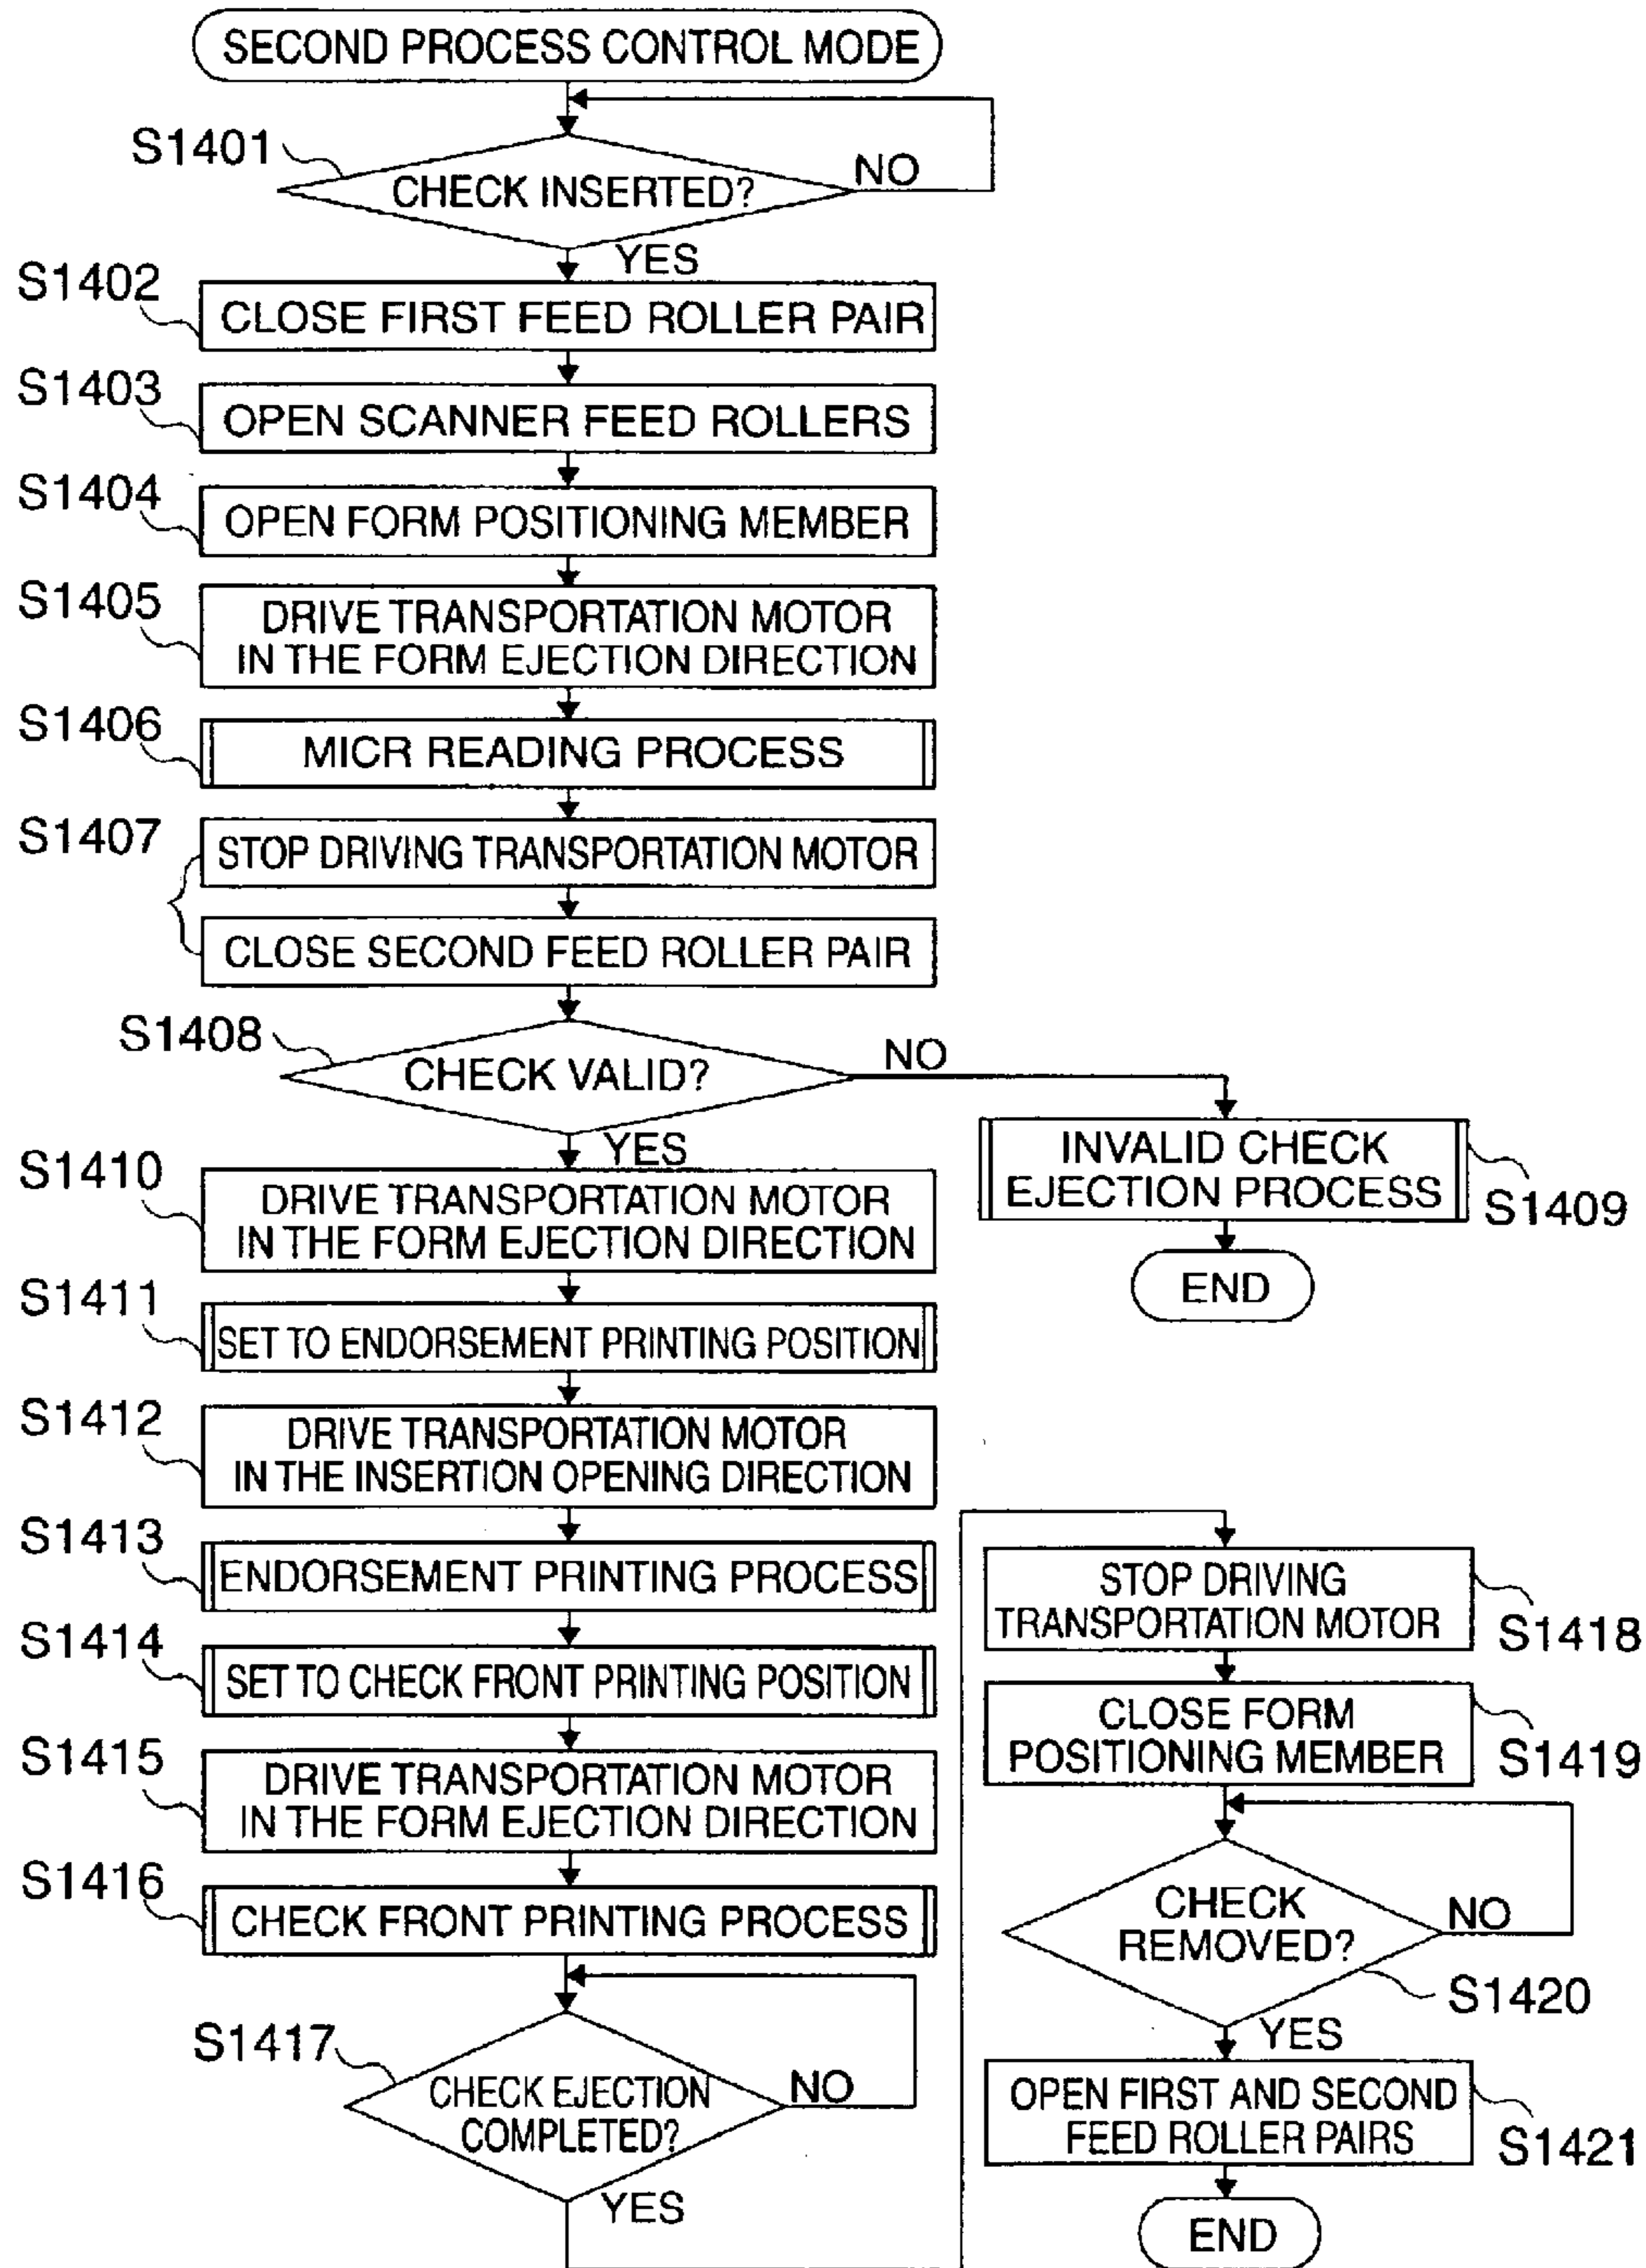 SECOND PROCESS CONTROL MODE
S1401
CHECK INSERTED?
NO
YES
S1402
CLOSE FIRST FEED ROLLER PAIR
S1403
OPEN SCANNER FEED ROLLERS
S1404
OPEN FORM POSITIONING MEMBER
S1405
DRIVE TRANSPORTATION MOTOR
IN THE FORM EJECTION DIRECTION
S1406
MICR READING PROCESS
S1407
STOP DRIVING TRANSPORTATION MOTOR
CLOSE SECOND FEED ROLLER PAIR
S1408
CHECK VALID?
NO
YES
INVALID CHECK
EJECTION PROCESS
S1409
END
S1410
DRIVE TRANSPORTATION MOTOR
IN THE FORM EJECTION DIRECTION
S1411
SET TO ENDORSEMENT PRINTING POSITION
S1412
DRIVE TRANSPORTATION MOTOR
IN THE INSERTION OPENING DIRECTION
S1413
ENDORSEMENT PRINTING PROCESS
S1414
SET TO CHECK FRONT PRINTING POSITION
S1415
DRIVE TRANSPORTATION MOTOR
IN THE FORM EJECTION DIRECTION
S1416
CHECK FRONT PRINTING PROCESS
S1417
CHECK EJECTION
COMPLETED?
NO
YES
STOP DRIVING
TRANSPORTATION MOTOR
S1418
CLOSE FORM
POSITIONING MEMBER
S1419
CHECK
REMOVED?
NO
S1420
YES
OPEN FIRST AND SECOND
FEED ROLLER PAIRS
S1421
END